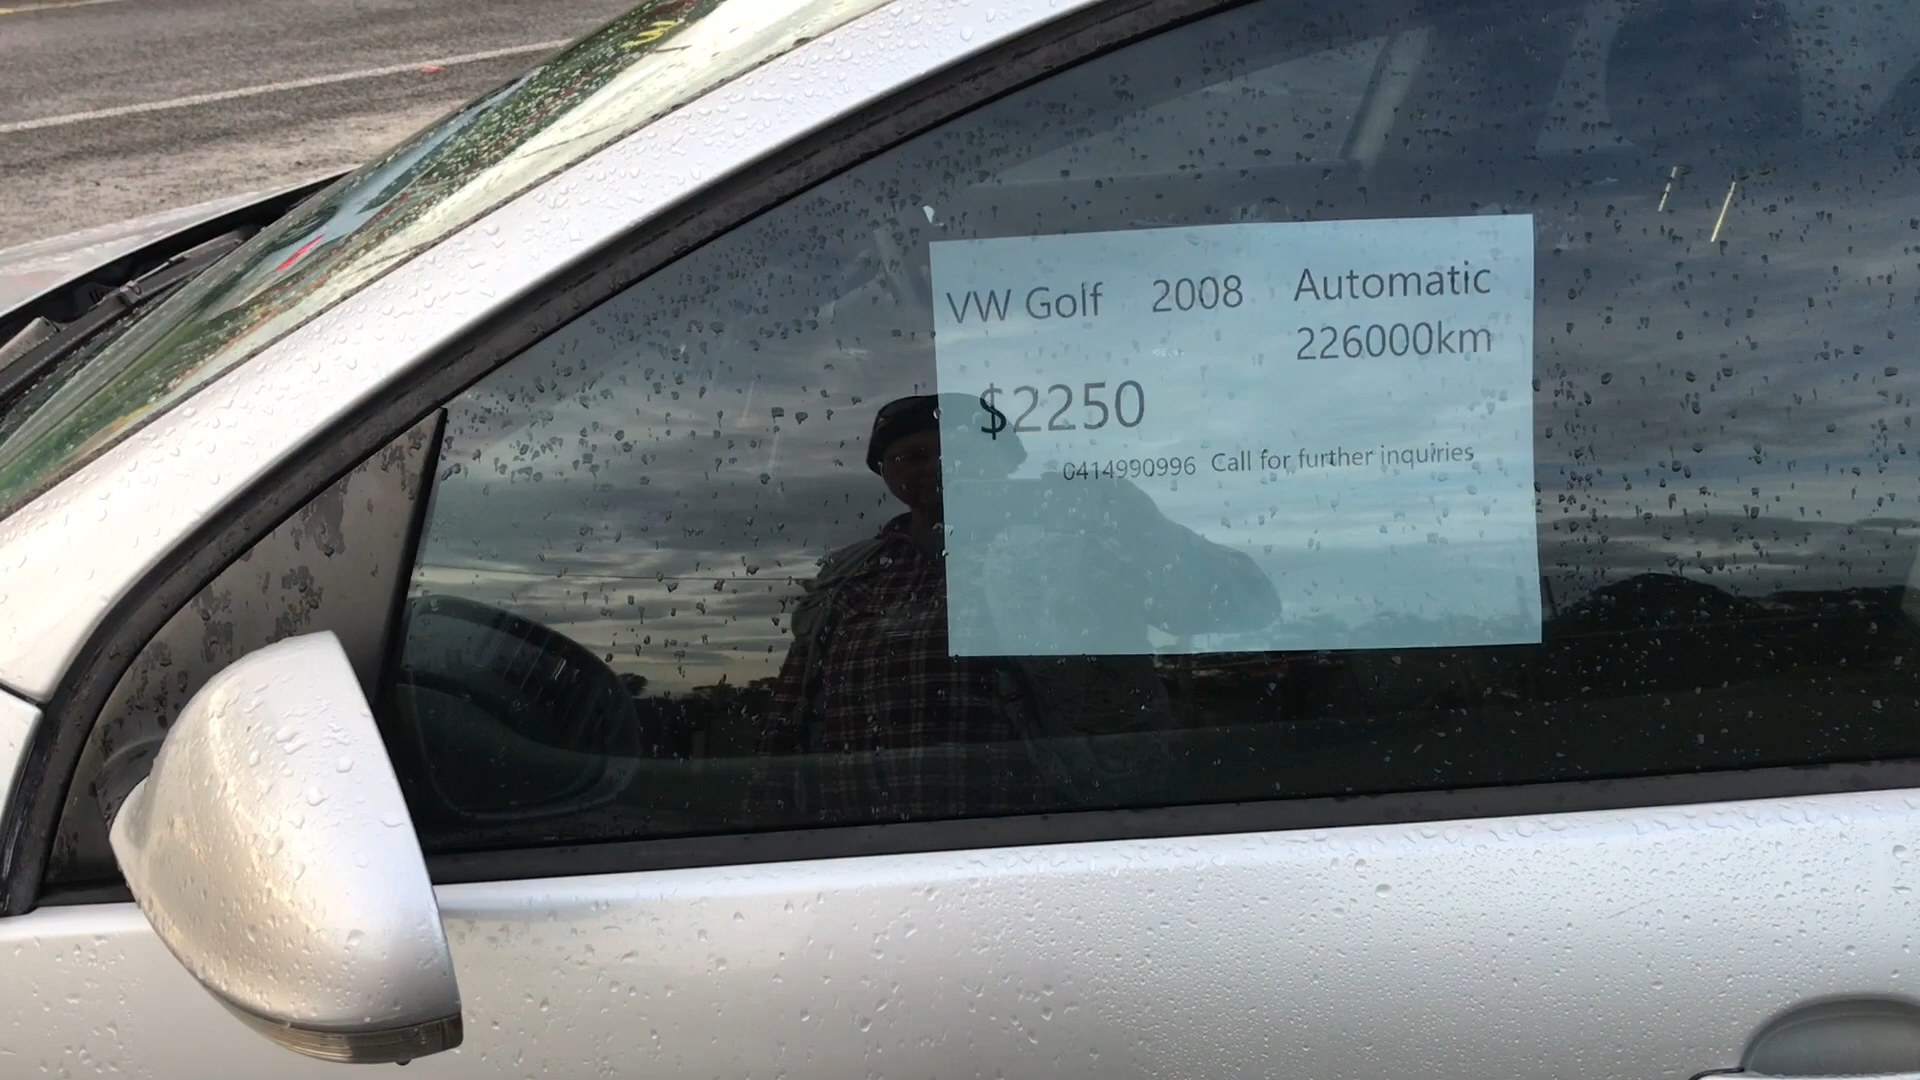 VW Golf 2008 Automatic
226000km
$2250
0414990996 Call for further inquiries